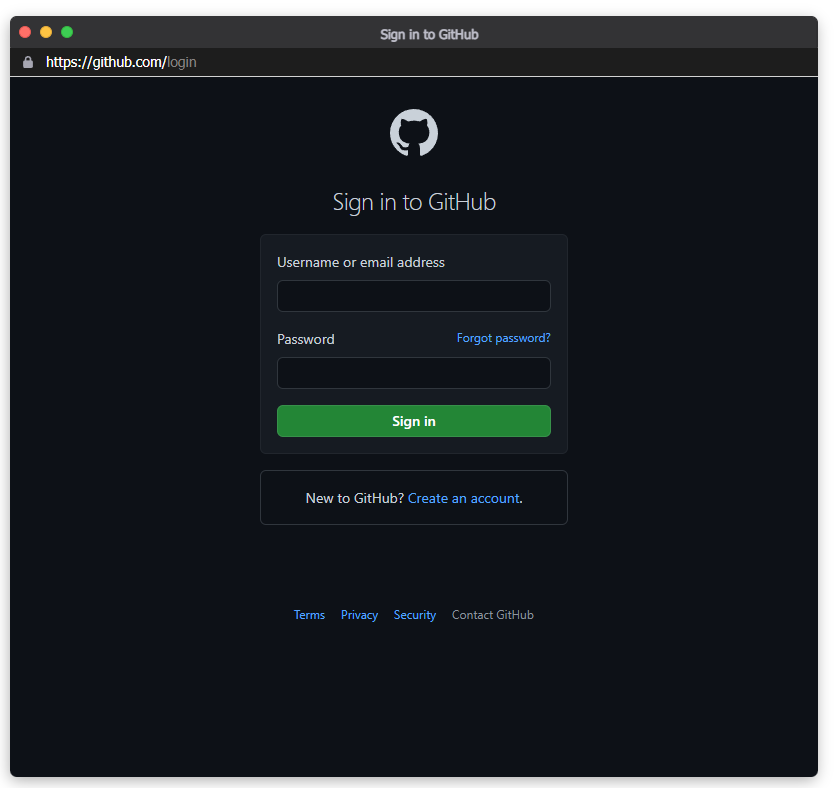 Sign in to GitHub
https://github.com/login
Sign in to GitHub
Username or email address
Password Forgot password?
Sign in
New to GitHub? Create an account.
Terms Privacy Security Contact GitHub